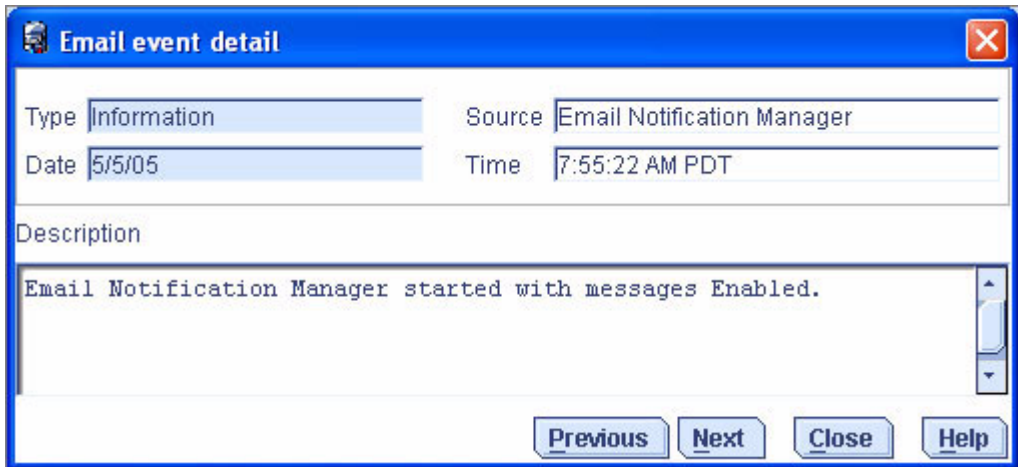 Email event detail
Type Information Source Email Notification Manager
Date 5/5/05 Time 7:55:22 AM PDT
Description
Email Notification Manager started with messages Enabled.
Previous Next Close Help